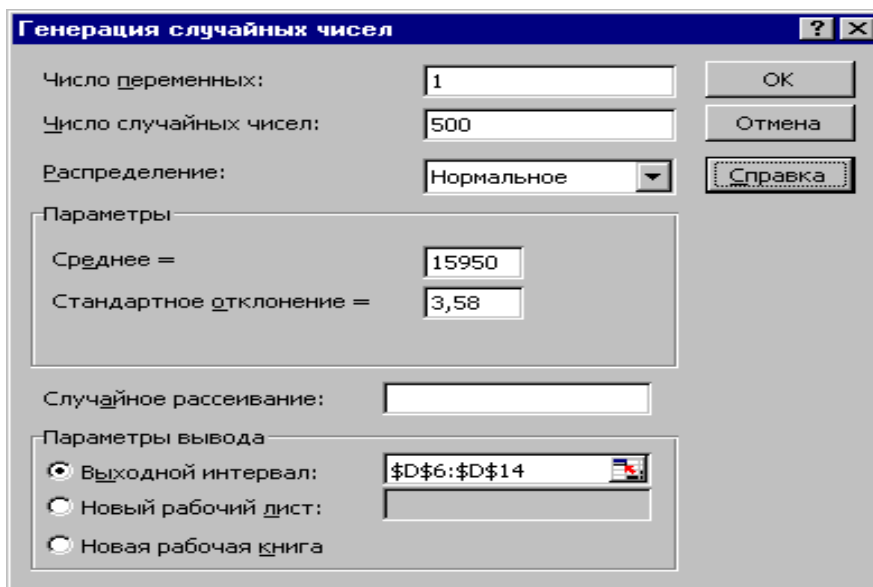 Генерация случайных чисел ? ×
Число переменных: 1 OK
Число случайных чисел: 500 Отмена
Распределение: Нормальное Справка
Параметры
Среднее = 15950
Стандартное отклонение = 3,58
Случайное рассеивание:
Параметры вывода
Выходной интервал: $D$6:$D$14
Новый рабочий лист:
Новая рабочая книга